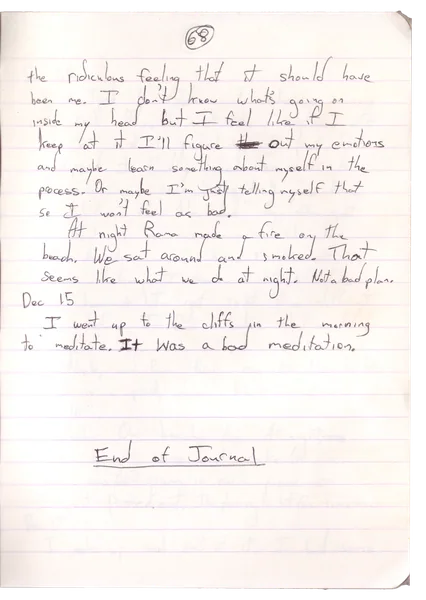 68
the ridiculous feeling that it should have
been me. I don't know what's going on
inside my head but I feel like if I
keep at it I'll figure out my emotions
and maybe learn something about myself in the
process. Or maybe I'm just telling myself that
so I won't feel as bad.
At night Rama made a fire on the
beach. We sat around and smoked. That
seems like what we do at night. Not a bad plan.
Dec 15
I went up to the cliffs in the morning
to meditate. It was a bad meditation.
End of Journal